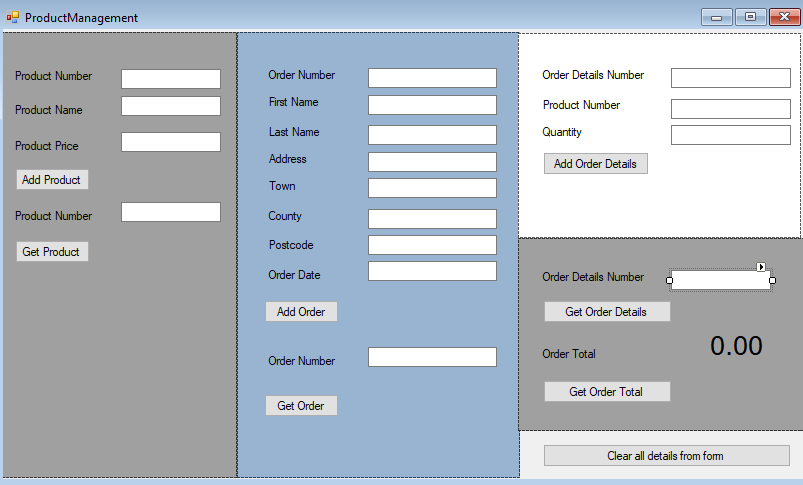 ProductManagement
Product Number
Product Name
Product Price
Add Product
Product Number
Get Product
Order Number
First Name
Last Name
Address
Town
County
Postcode
Order Date
Add Order
Order Number
Get Order
Order Details Number
Product Number
Quantity
Add Order Details
Order Details Number
Get Order Details
Order Total
0.00
Get Order Total
Clear all details from form